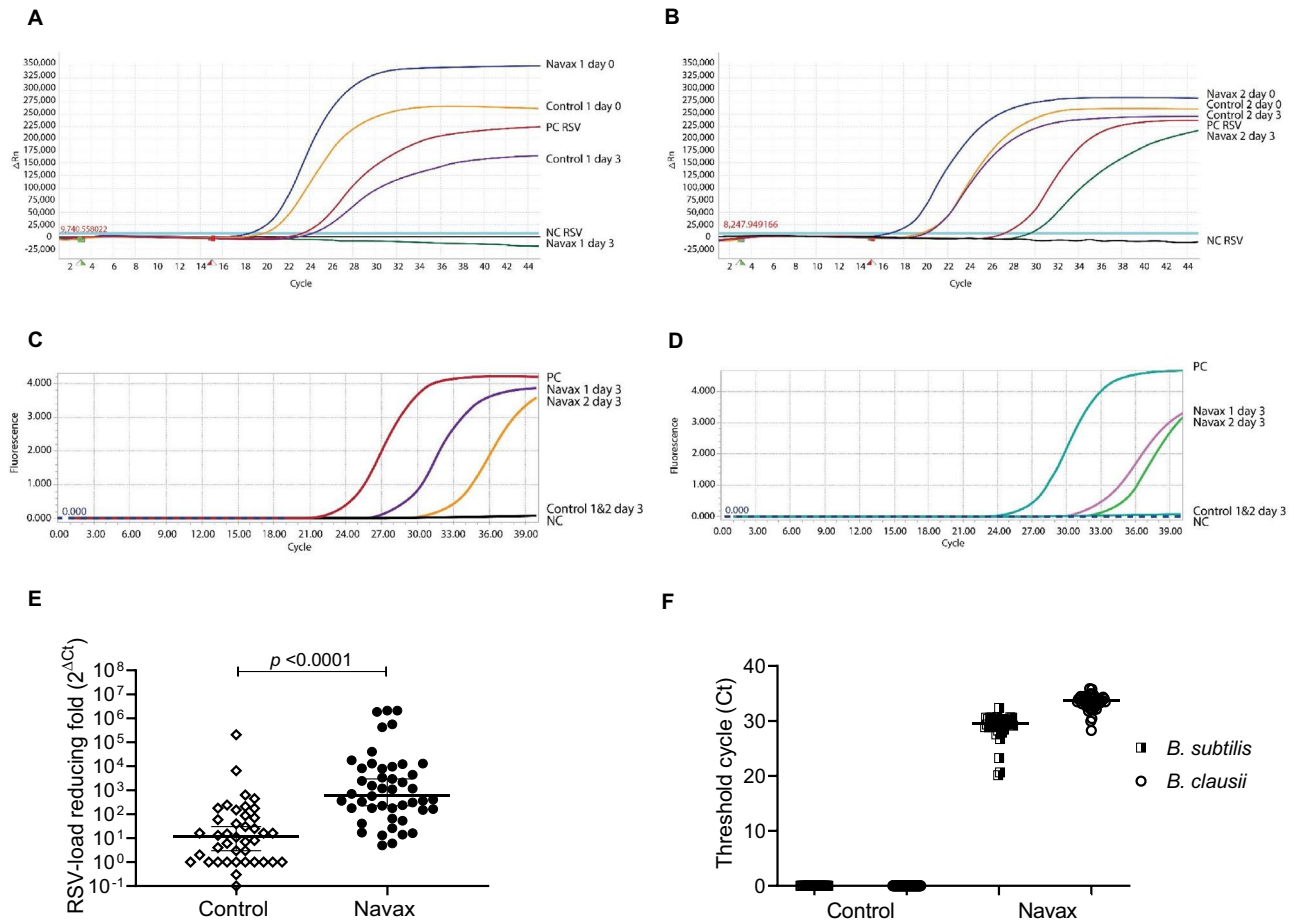 A
350,000
325,000
300,000
275,000
250,000
225,000
200,000
175,000
150,000
125,000
100,000
75,000
50,000
25,000
0
-25,000
ΔRn
9,740.558022
2 4 6 8 10 12 14 16 18 20 22 24 26 28 30 32 34 36 38 40 42 44
Cycle
Navax 1 day 0
Control 1 day 0
PC RSV
Control 1 day 3
NC RSV
Navax 1 day 3
B
350,000
325,000
300,000
275,000
250,000
225,000
200,000
175,000
150,000
125,000
100,000
75,000
50,000
25,000
0
-25,000
ΔRn
8,247.949166
2 4 6 8 10 12 14 16 18 20 22 24 26 28 30 32 34 36 38 40 42 44
Cycle
Navax 2 day 0
Control 2 day 0
Control 2 day 3
PC RSV
Navax 2 day 3
NC RSV
C
4.000
3.000
2.000
1.000
0.000
Fluorescence
0.000
0.00 3.00 6.00 9.00 12.00 15.00 18.00 21.00 24.00 27.00 30.00 33.00 36.00 39.00
Cycle
PC
Navax 1 day 3
Navax 2 day 3
Control 1&2 day 3
NC
D
4.000
3.000
2.000
1.000
0.000
Fluorescence
0.000
0.00 3.00 6.00 9.00 12.00 15.00 18.00 21.00 24.00 27.00 30.00 33.00 36.00 39.00
Cycle
PC
Navax 1 day 3
Navax 2 day 3
Control 1&2 day 3
NC
E
RSV-load reducing fold (2^ΔCt)
10^8
10^7
10^6
10^5
10^4
10^3
10^2
10^1
10^0
10^-1
p <0.0001
Control Navax
F
Threshold cycle (Ct)
40
30
20
10
0
Control Navax
B. subtilis
B. clausii